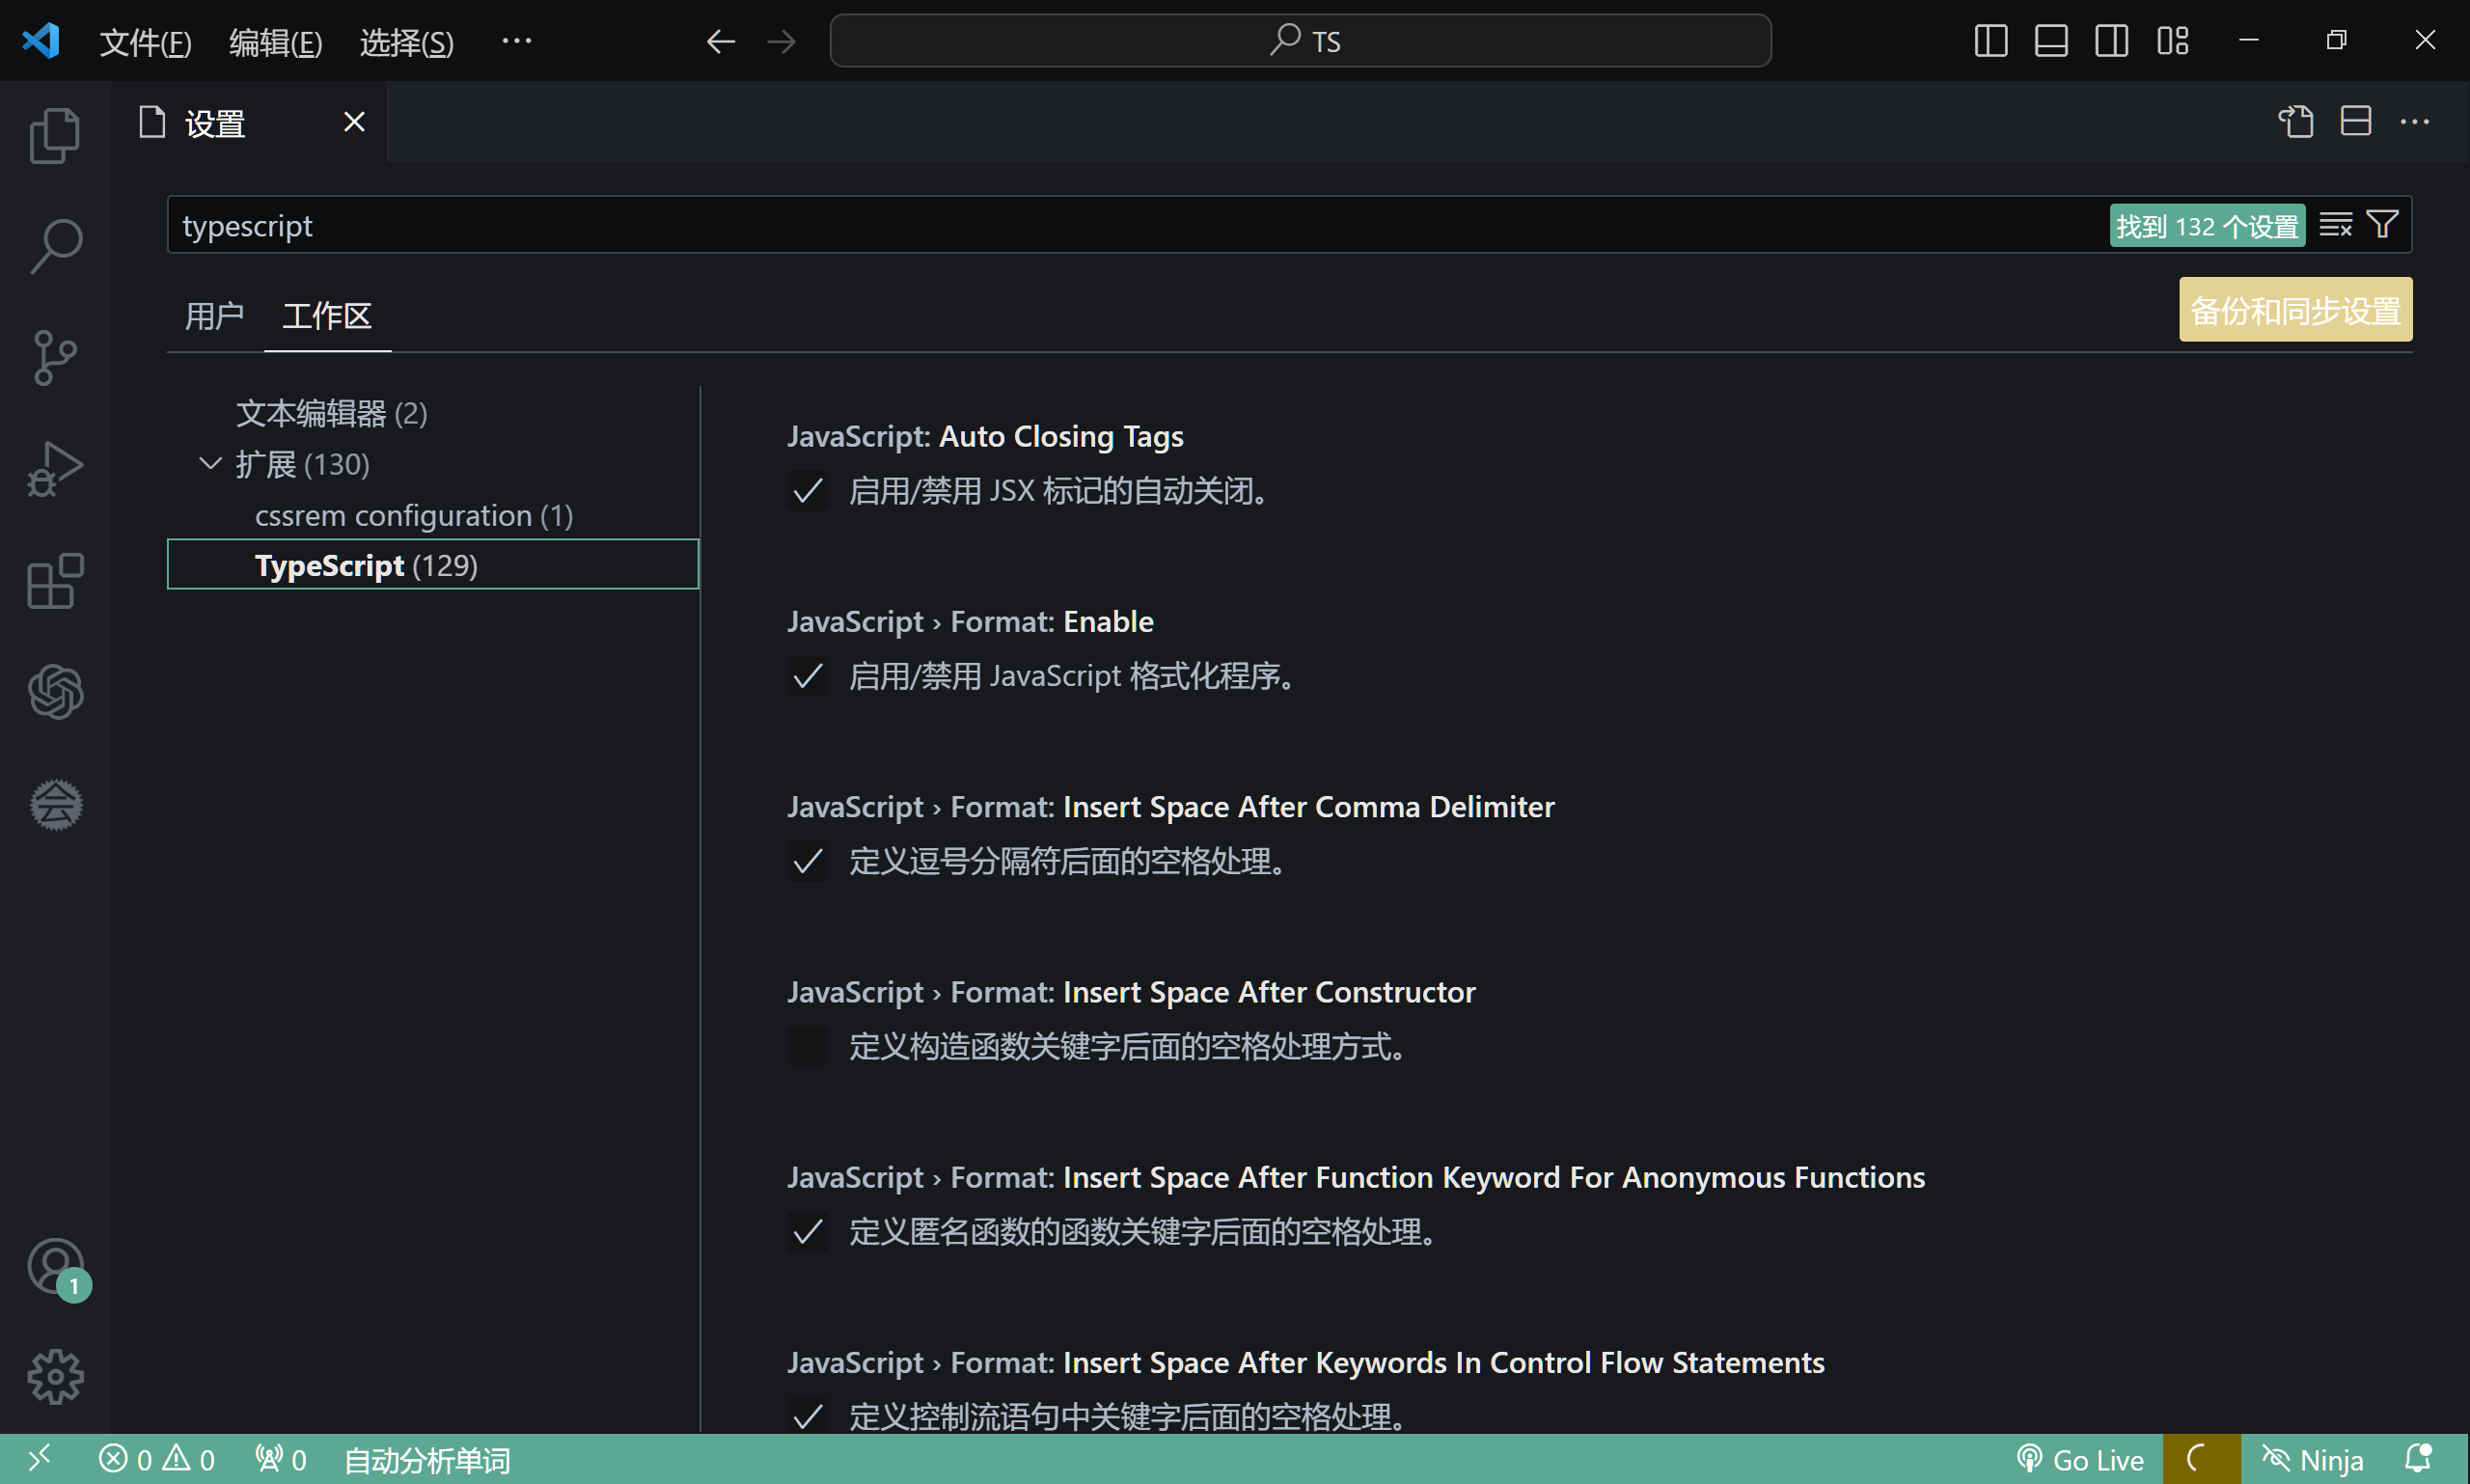 文件(F) 编辑(E) 选择(S) ··· TS
设置
typescript 找到 132 个设置
用户 工作区 备份和同步设置
文本编辑器 (2)
扩展 (130)
cssrem configuration (1)
TypeScript (129)
JavaScript: Auto Closing Tags
启用/禁用 JSX 标记的自动关闭。
JavaScript › Format: Enable
启用/禁用 JavaScript 格式化程序。
JavaScript › Format: Insert Space After Comma Delimiter
定义逗号分隔符后面的空格处理。
JavaScript › Format: Insert Space After Constructor
定义构造函数关键字后面的空格处理方式。
JavaScript › Format: Insert Space After Function Keyword For Anonymous Functions
定义匿名函数的函数关键字后面的空格处理。
JavaScript › Format: Insert Space After Keywords In Control Flow Statements
定义控制流语句中关键字后面的空格处理。
会
1
0 0 0 自动分析单词 Go Live Ninja